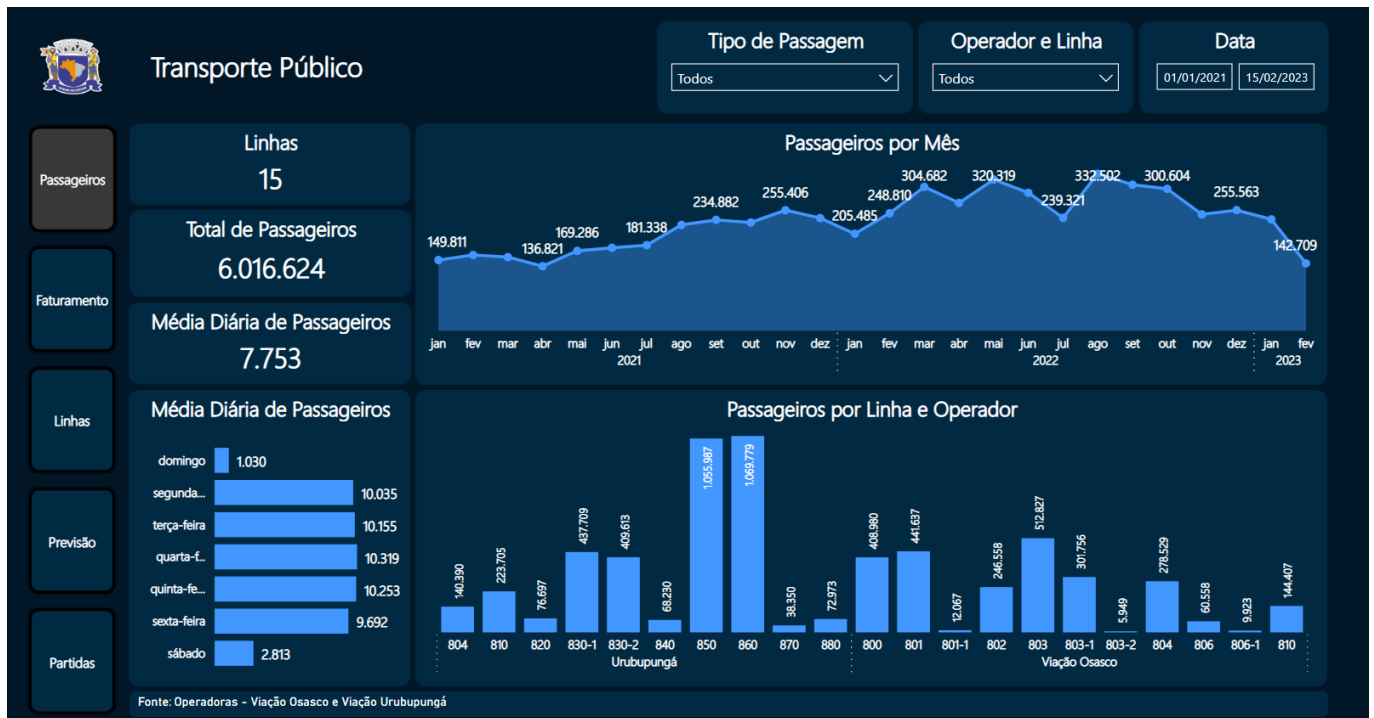 Transporte Público
Tipo de Passagem
Todos
Operador e Linha
Todos
Data
01/01/2021 15/02/2023
Passageiros
Faturamento
Linhas
Previsão
Partidas
Linhas
15
Total de Passageiros
6.016.624
Média Diária de Passageiros
7.753
Passageiros por Mês
149.811 136.821 169.286 181.338 234.882 255.406 205.485 248.810 304.682 320.319 239.321 332.502 300.604 255.563 142.709
jan fev mar abr mai jun jul ago set out nov dez jan fev mar abr mai jun jul ago set out nov dez jan fev
2021 2022 2023
Média Diária de Passageiros
domingo 1.030
segunda... 10.035
terça-feira 10.155
quarta-f... 10.319
quinta-fe... 10.253
sexta-feira 9.692
sábado 2.813
Passageiros por Linha e Operador
140.390 223.705 76.697 437.709 409.613 68.230 1.055.987 1.069.779 38.350 72.973 408.980 441.637 12.067 246.558 512.827 301.756 5.949 278.529 60.558 9.923 144.407
804 810 820 830-1 830-2 840 850 860 870 880 800 801 801-1 802 803 803-1 803-2 804 806 806-1 810
Urubupungá Viação Osasco
Fonte: Operadoras - Viação Osasco e Viação Urubupungá